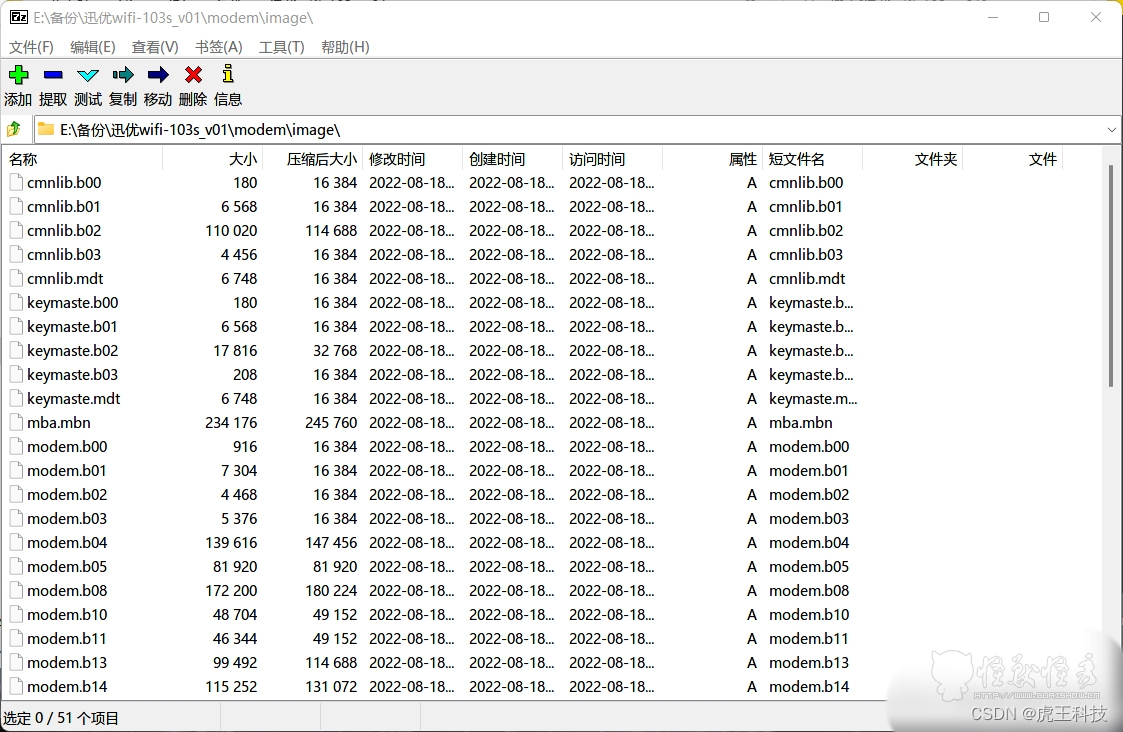 E:\备份\迅优wifi-103s_v01\modem\image\
文件(F) 编辑(E) 查看(V) 书签(A) 工具(T) 帮助(H)
添加 提取 测试 复制 移动 删除 信息
E:\备份\迅优wifi-103s_v01\modem\image\
名称 大小 压缩后大小 修改时间 创建时间 访问时间 属性 短文件名 文件夹 文件
cmnlib.b00 180 16 384 2022-08-18... 2022-08-18... 2022-08-18... A cmnlib.b00
cmnlib.b01 6 568 16 384 2022-08-18... 2022-08-18... 2022-08-18... A cmnlib.b01
cmnlib.b02 110 020 114 688 2022-08-18... 2022-08-18... 2022-08-18... A cmnlib.b02
cmnlib.b03 4 456 16 384 2022-08-18... 2022-08-18... 2022-08-18... A cmnlib.b03
cmnlib.mdt 6 748 16 384 2022-08-18... 2022-08-18... 2022-08-18... A cmnlib.mdt
keymaste.b00 180 16 384 2022-08-18... 2022-08-18... 2022-08-18... A keymaste.b...
keymaste.b01 6 568 16 384 2022-08-18... 2022-08-18... 2022-08-18... A keymaste.b...
keymaste.b02 17 816 32 768 2022-08-18... 2022-08-18... 2022-08-18... A keymaste.b...
keymaste.b03 208 16 384 2022-08-18... 2022-08-18... 2022-08-18... A keymaste.b...
keymaste.mdt 6 748 16 384 2022-08-18... 2022-08-18... 2022-08-18... A keymaste.m...
mba.mbn 234 176 245 760 2022-08-18... 2022-08-18... 2022-08-18... A mba.mbn
modem.b00 916 16 384 2022-08-18... 2022-08-18... 2022-08-18... A modem.b00
modem.b01 7 304 16 384 2022-08-18... 2022-08-18... 2022-08-18... A modem.b01
modem.b02 4 468 16 384 2022-08-18... 2022-08-18... 2022-08-18... A modem.b02
modem.b03 5 376 16 384 2022-08-18... 2022-08-18... 2022-08-18... A modem.b03
modem.b04 139 616 147 456 2022-08-18... 2022-08-18... 2022-08-18... A modem.b04
modem.b05 81 920 81 920 2022-08-18... 2022-08-18... 2022-08-18... A modem.b05
modem.b08 172 200 180 224 2022-08-18... 2022-08-18... 2022-08-18... A modem.b08
modem.b10 48 704 49 152 2022-08-18... 2022-08-18... 2022-08-18... A modem.b10
modem.b11 46 344 49 152 2022-08-18... 2022-08-18... 2022-08-18... A modem.b11
modem.b13 99 492 114 688 2022-08-18... 2022-08-18... 2022-08-18... A modem.b13
modem.b14 115 252 131 072 2022-08-18... 2022-08-18... 2022-08-18... A modem.b14
选定 0 / 51 个项目
CSDN @虎王科技